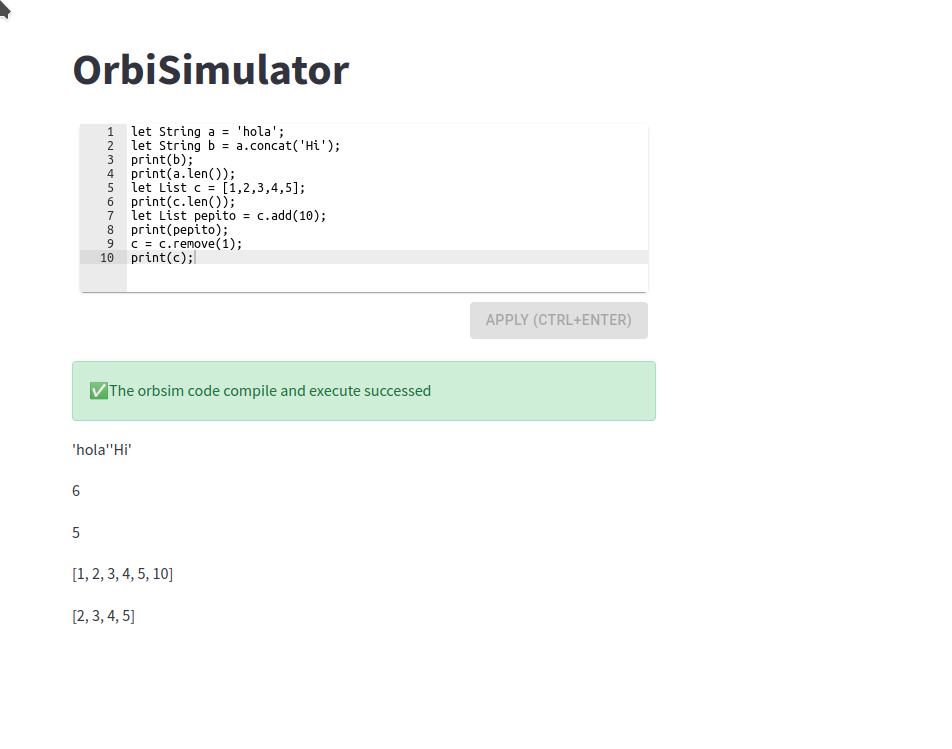 OrbiSimulator
1 let String a = 'hola';
2 let String b = a.concat('Hi');
3 print(b);
4 print(a.len());
5 let List c = [1,2,3,4,5];
6 print(c.len());
7 let List pepito = c.add(10);
8 print(pepito);
9 c = c.remove(1);
10 print(c);
APPLY (CTRL+ENTER)
✅The orbsim code compile and execute successed
'hola''Hi'
6
5
[1, 2, 3, 4, 5, 10]
[2, 3, 4, 5]